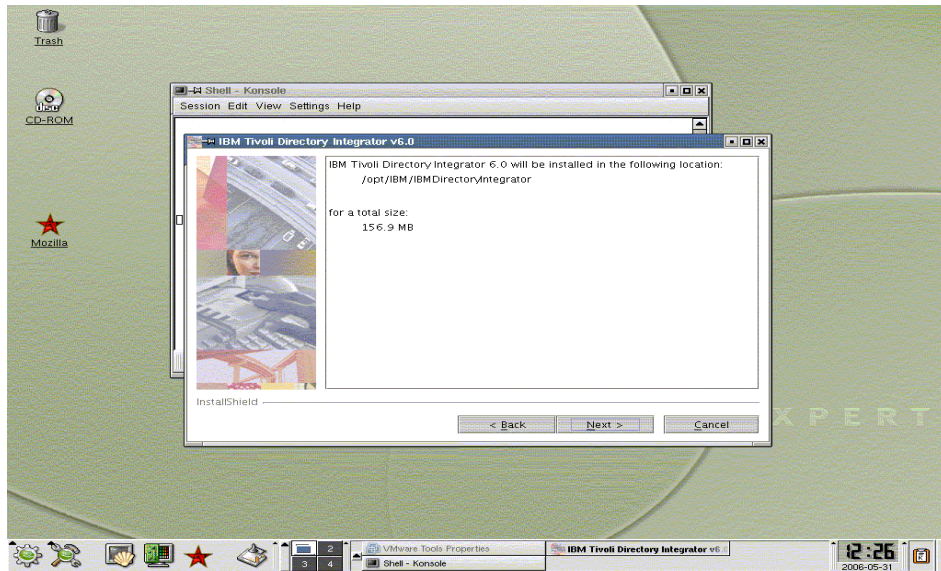 Trash
CD-ROM
Mozilla
Shell - Konsole
Session Edit View Settings Help
IBM Tivoli Directory Integrator v6.0
IBM Tivoli Directory Integrator 6.0 will be installed in the following location:
/opt/IBM/IBMDirectoryIntegrator
for a total size:
156.9 MB
InstallShield
< Back
Next >
Cancel
XPERT
2
3
4
VMware Tools Properties
Shell - Konsole
IBM Tivoli Directory Integrator v6.0
12:26
2006-05-31